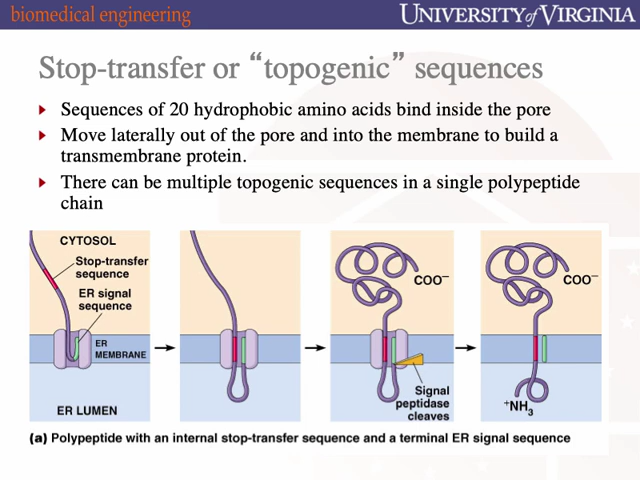 biomedical engineering
UNIVERSITY of VIRGINIA
Stop-transfer or “topogenic” sequences
Sequences of 20 hydrophobic amino acids bind inside the pore
Move laterally out of the pore and into the membrane to build a
transmembrane protein.
There can be multiple topogenic sequences in a single polypeptide
chain
CYTOSOL
Stop-transfer
sequence
ER signal
sequence
ER
MEMBRANE
ER LUMEN
COO⁻
Signal
peptidase
cleaves
COO⁻
⁺NH₃
(a) Polypeptide with an internal stop-transfer sequence and a terminal ER signal sequence